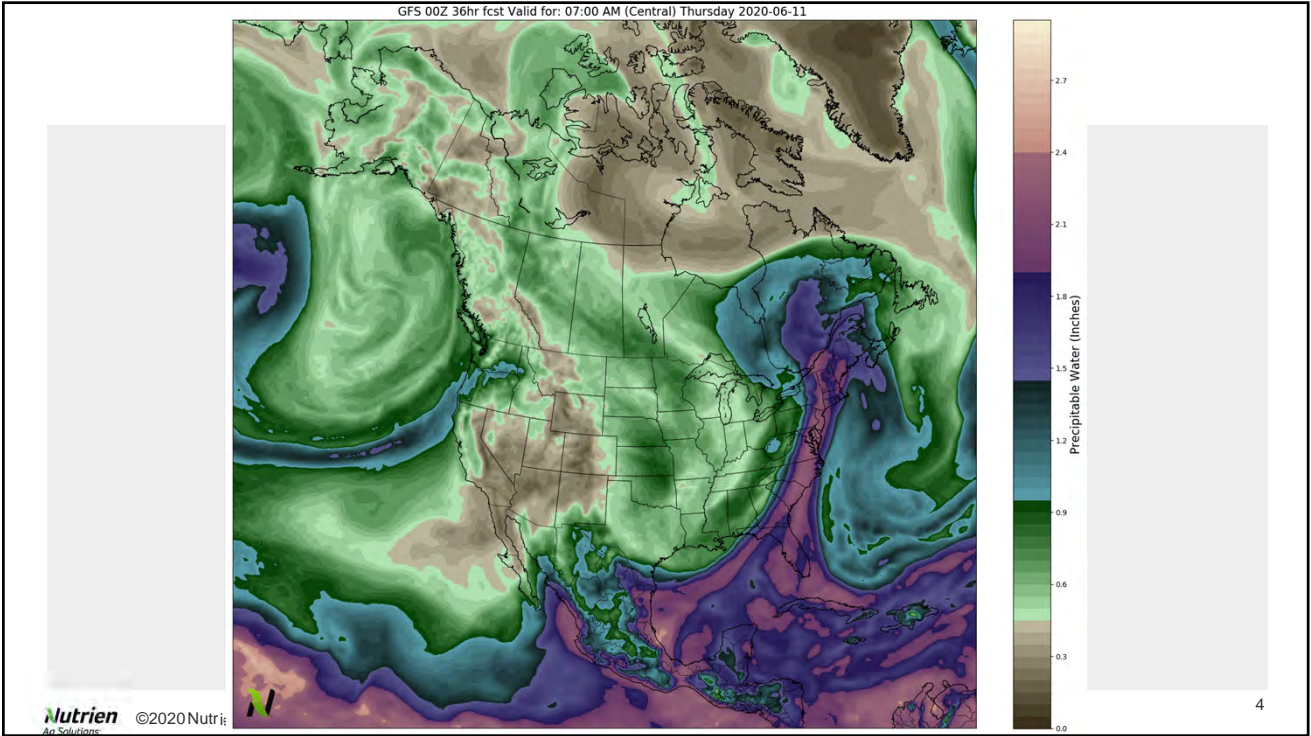 GFS 00Z 36hr fcst Valid for: 07:00 AM (Central) Thursday 2020-06-11
2.7
2.4
2.1
1.8
1.5
1.2
0.9
0.6
0.3
0.0
Precipitable Water (Inches)
Nutrien
Ag Solutions
©2020 Nutrie
4